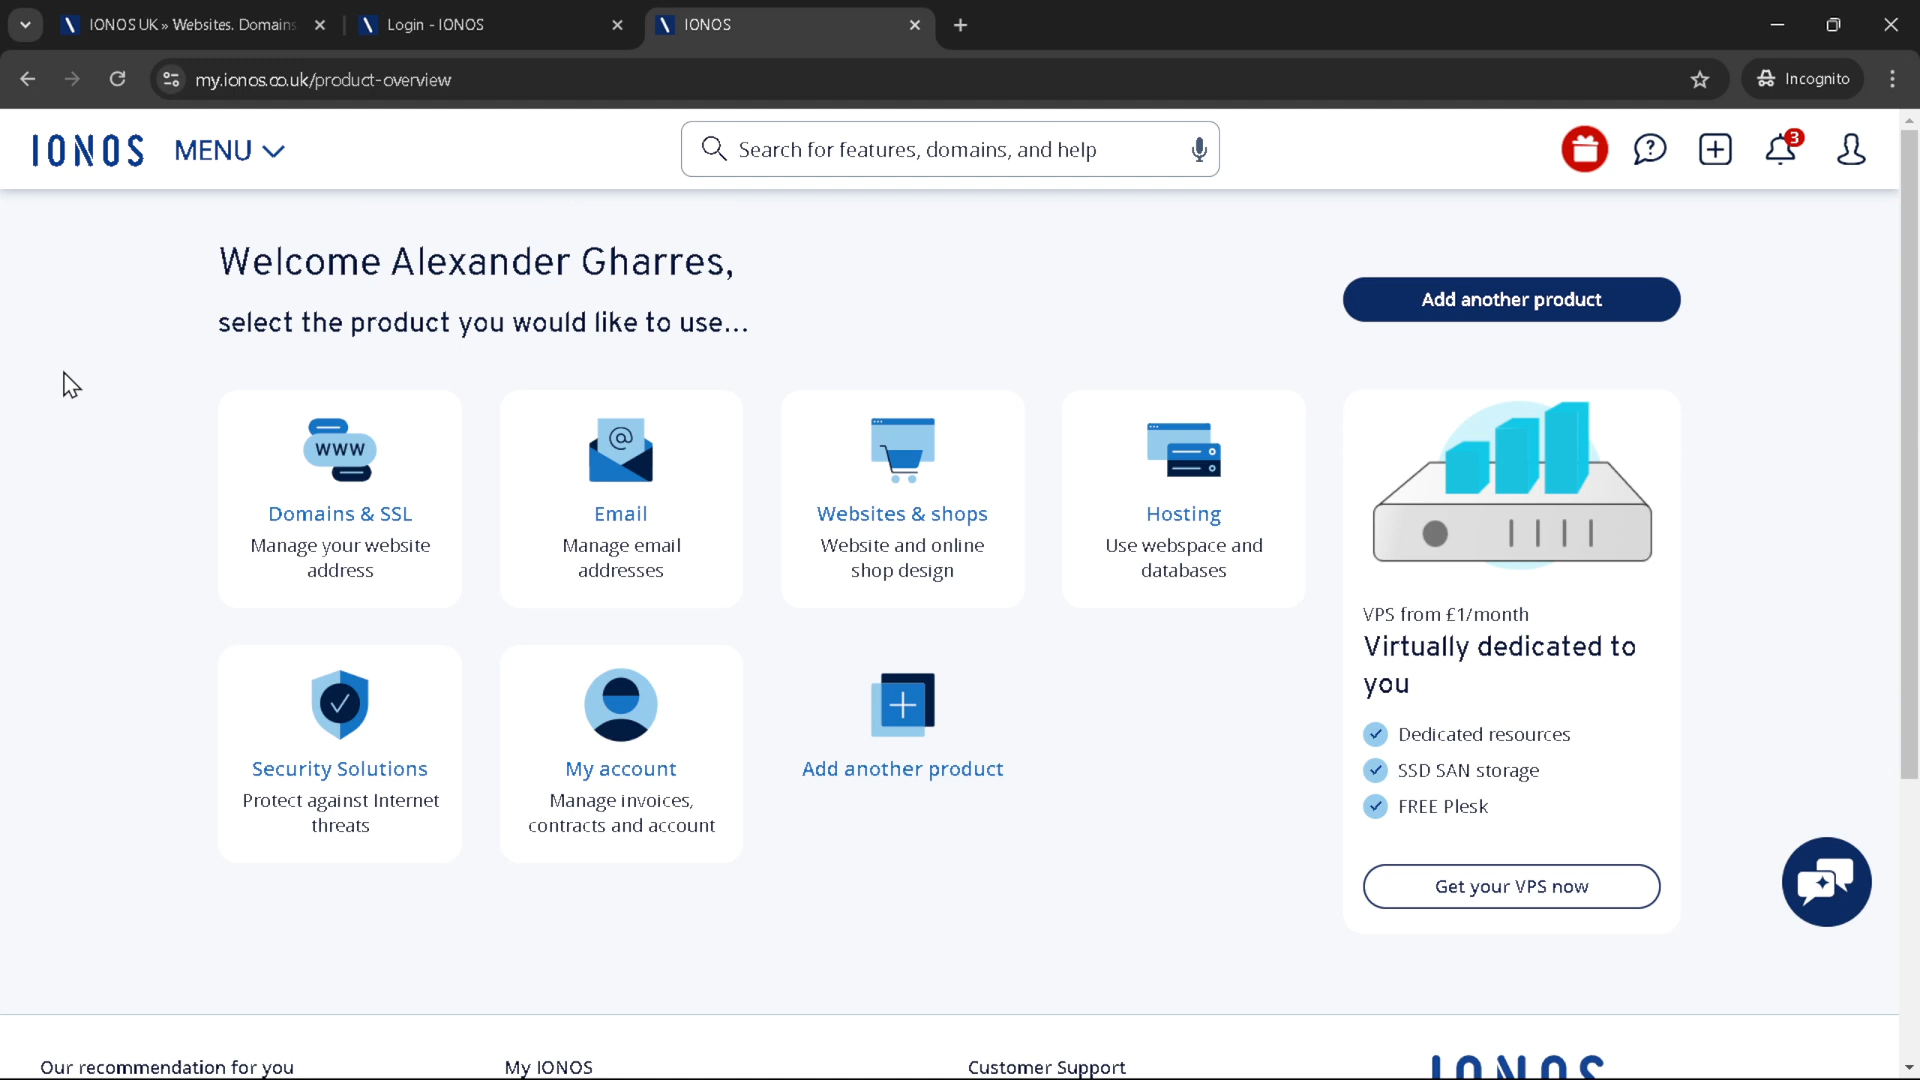 IONOS UK » Websites. Domains
Login - IONOS
IONOS
my.ionos.co.uk/product-overview
Incognito
IONOS
MENU
Search for features, domains, and help
3
Welcome Alexander Gharres,
select the product you would like to use...
Add another product
www
Domains & SSL
Manage your website
address
@
Email
Manage email
addresses
Websites & shops
Website and online
shop design
Hosting
Use webspace and
databases
VPS from £1/month
Virtually dedicated to
you
Dedicated resources
SSD SAN storage
FREE Plesk
Get your VPS now
Security Solutions
Protect against Internet
threats
My account
Manage invoices,
contracts and account
Add another product
Our recommendation for you
My IONOS
Customer Support
IONOS